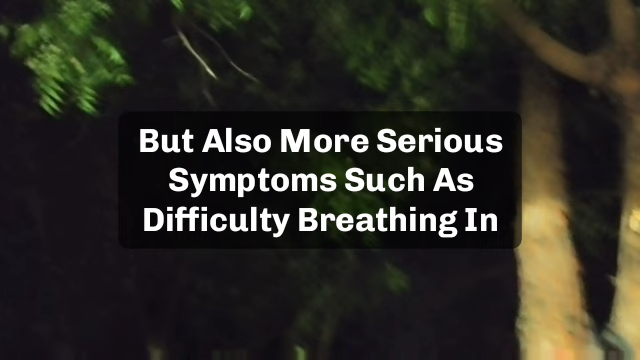 But Also More Serious
Symptoms Such As
Difficulty Breathing In